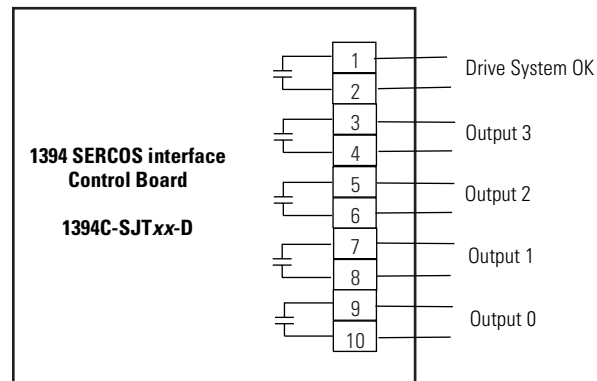 1
Drive System OK
2
3
Output 3
4
1394 SERCOS interface
Control Board
5
Output 2
6
1394C-SJTxx-D
7
Output 1
8
9
Output 0
10